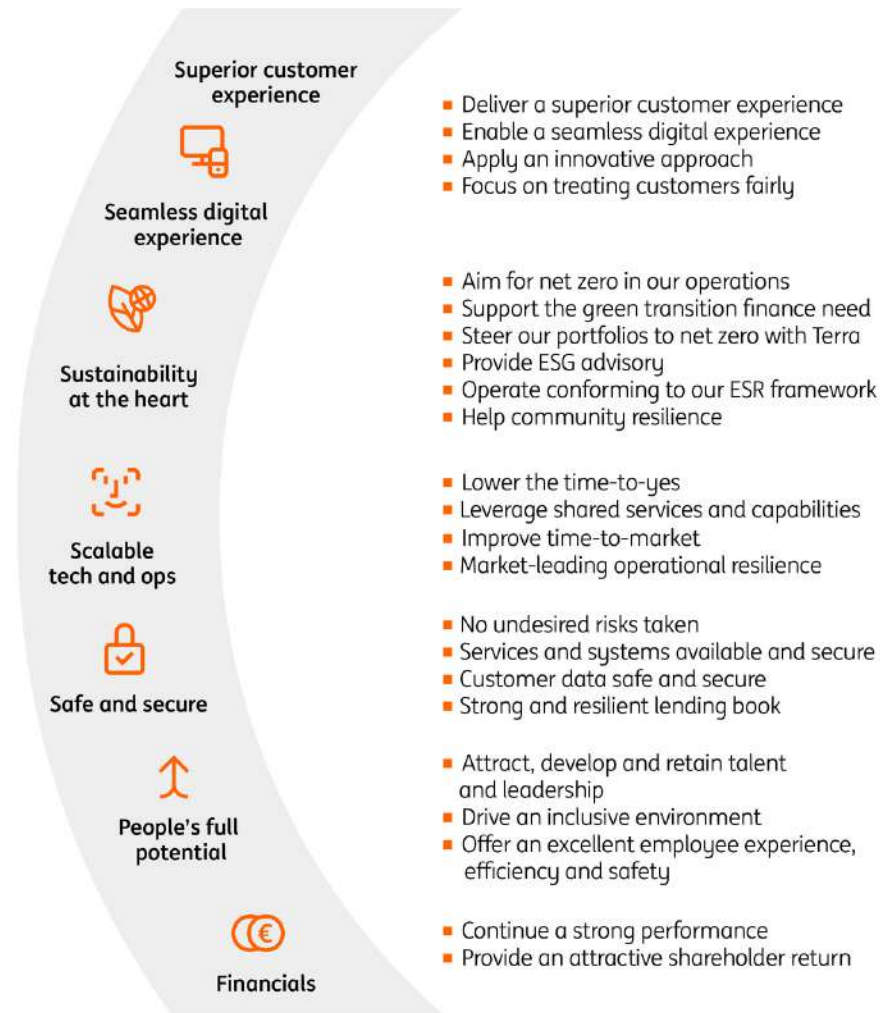 Superior customer
experience
■ Deliver a superior customer experience
■ Enable a seamless digital experience
■ Apply an innovative approach
■ Focus on treating customers fairly
Seamless digital
experience
■ Aim for net zero in our operations
■ Support the green transition finance need
■ Steer our portfolios to net zero with Terra
■ Provide ESG advisory
■ Operate conforming to our ESR framework
■ Help community resilience
Sustainability
at the heart
■ Lower the time-to-yes
■ Leverage shared services and capabilities
■ Improve time-to-market
■ Market-leading operational resilience
Scalable
tech and ops
■ No undesired risks taken
■ Services and systems available and secure
■ Customer data safe and secure
■ Strong and resilient lending book
Safe and secure
■ Attract, develop and retain talent
and leadership
■ Drive an inclusive environment
■ Offer an excellent employee experience,
efficiency and safety
People's full
potential
€
■ Continue a strong performance
■ Provide an attractive shareholder return
Financials